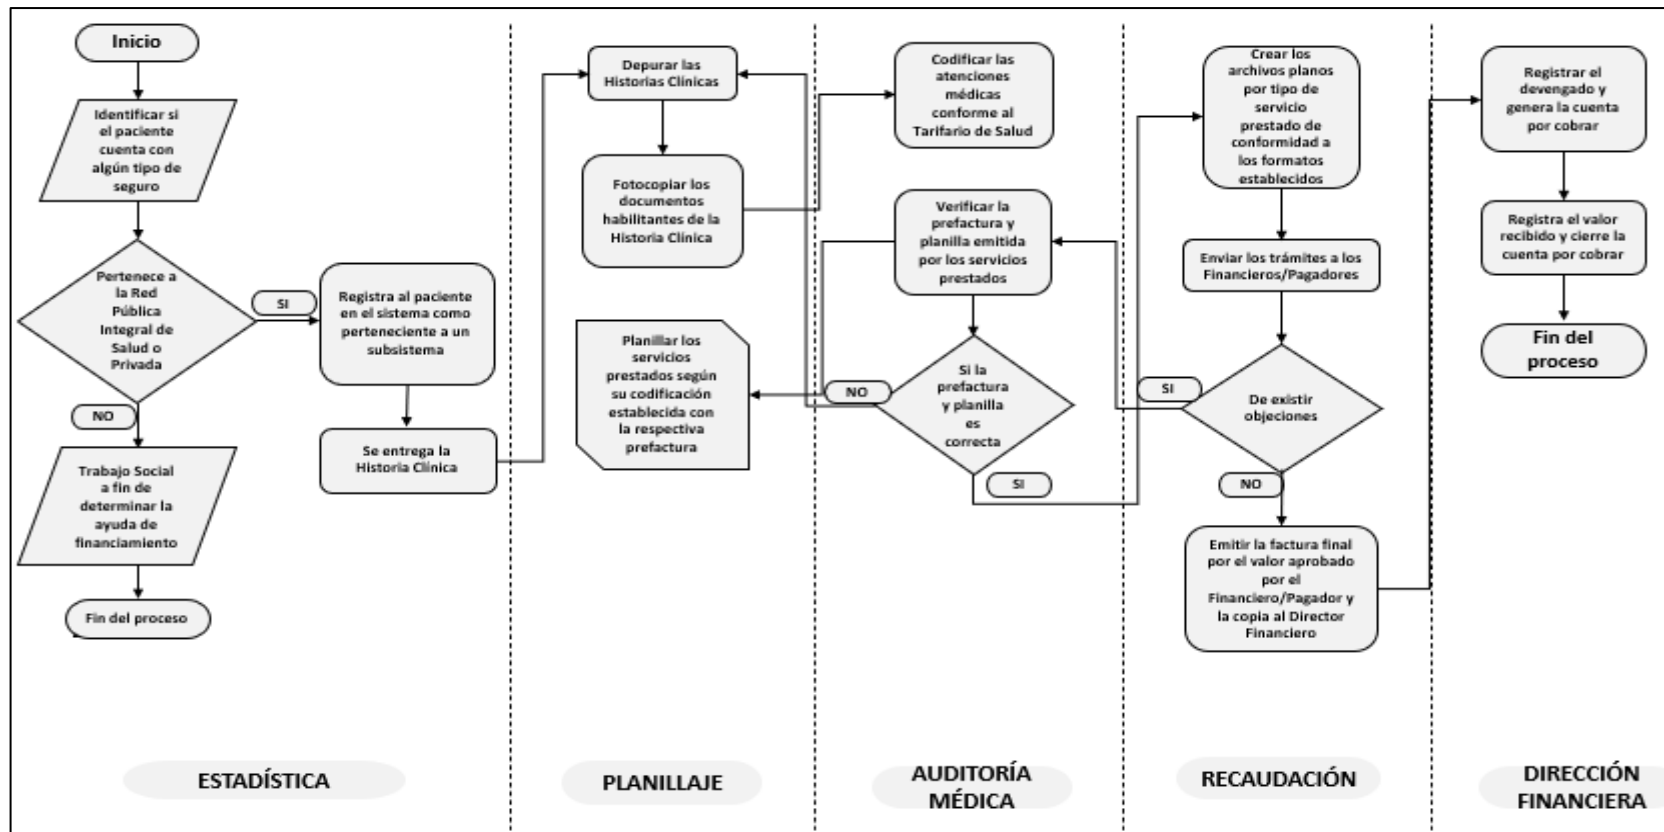 Inicio
Identificar si
el paciente
cuenta con
algún tipo de
seguro
Pertenece a
la Red
Pública
Integral de
Salud o
Privada
SI
NO
Trabajo Social
a fin de
determinar la
ayuda de
financiamiento
Fin del proceso
Registra al paciente
en el sistema como
perteneciente a un
subsistema
Se entrega la
Historia Clínica
ESTADÍSTICA
Depurar las
Historias Clínicas
Fotocopiar los
documentos
habilitantes de la
Historia Clínica
Planillar los
servicios
prestados según
su codificación
establecida con
la respectiva
prefactura
PLANILLAJE
Codificar las
atenciones
médicas
conforme al
Tarifario de Salud
Verificar la
prefactura y
planilla emitida
por los servicios
prestados
Si la
prefactura
y planilla
es
correcta
NO
SI
AUDITORÍA
MÉDICA
Crear los
archivos planos
por tipo de
servicio
prestado de
conformidad a
los formatos
establecidos
Enviar los trámites a los
Financieros/Pagadores
De existir
objeciones
SI
NO
Emitir la factura final
por el valor aprobado
por el
Financiero/Pagador y
la copia al Director
Financiero
RECAUDACIÓN
Registrar el
devengado y
genera la cuenta
por cobrar
Registra el valor
recibido y cierre la
cuenta por cobrar
Fin del
proceso
DIRECCIÓN
FINANCIERA